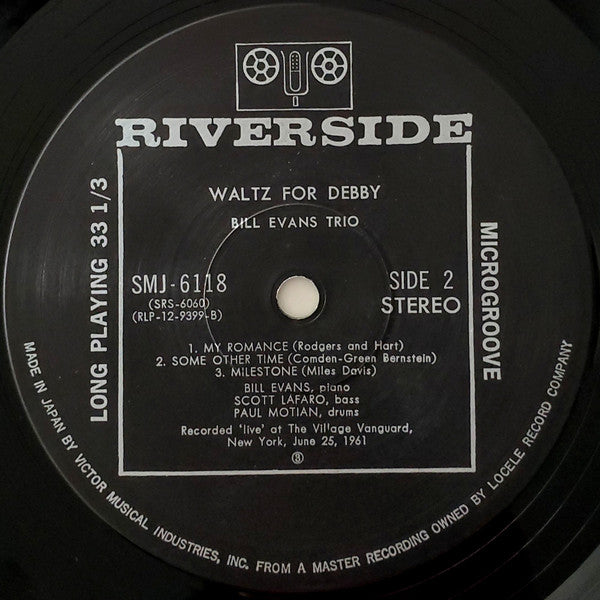 RIVERSIDE
WALTZ FOR DEBBY
BILL EVANS TRIO
LONG PLAYING 33 1/3
MICROGROOVE
SMJ-6118
(SRS-6060)
(RLP-12-9399-B)
SIDE 2
STEREO
1. MY ROMANCE (Rodgers and Hart)
2. SOME OTHER TIME (Comden-Green Bernstein)
3. MILESTONE (Miles Davis)
BILL EVANS, piano
SCOTT LAFARO, bass
PAUL MOTIAN, drums
Recorded 'live' at The Village Vanguard,
New York, June 25, 1961
MADE IN JAPAN BY VICTOR MUSICAL INDUSTRIES, INC. FROM A MASTER RECORDING OWNED BY LOCELE RECORD COMPANY